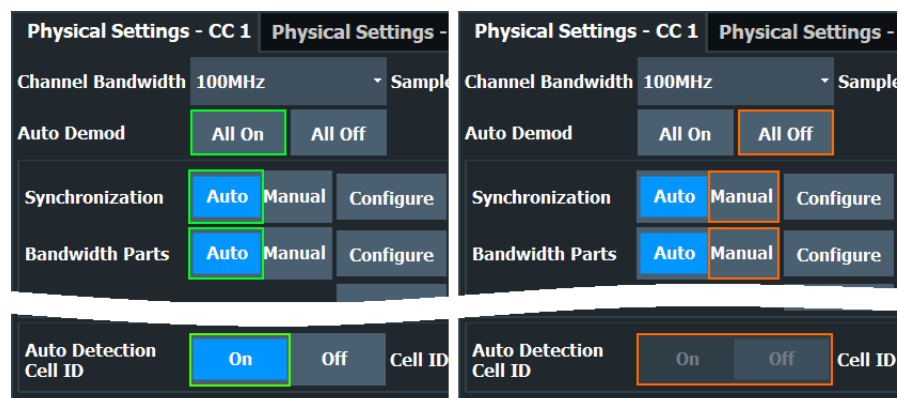 Physical Settings - CC 1 Physical Settings -
Channel Bandwidth 100MHz Sample
Auto Demod All On All Off
Synchronization Auto Manual Configure
Bandwidth Parts Auto Manual Configure
Auto Detection
Cell ID On Off Cell ID
Physical Settings - CC 1 Physical Settings -
Channel Bandwidth 100MHz Sample
Auto Demod All On All Off
Synchronization Auto Manual Configure
Bandwidth Parts Auto Manual Configure
Auto Detection
Cell ID On Off Cell ID